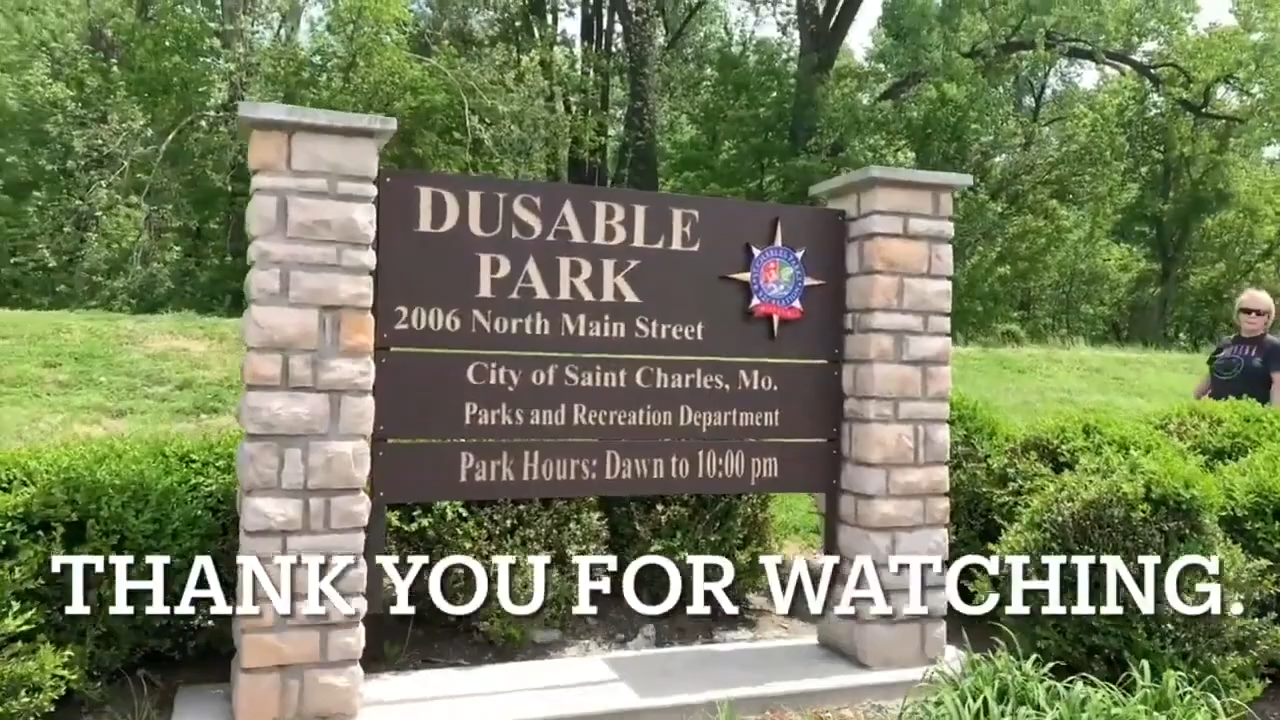 DUSABLE
PARK
2006 North Main Street
City of Saint Charles, Mo.
Parks and Recreation Department
Park Hours: Dawn to 10:00 pm
THANK YOU FOR WATCHING.